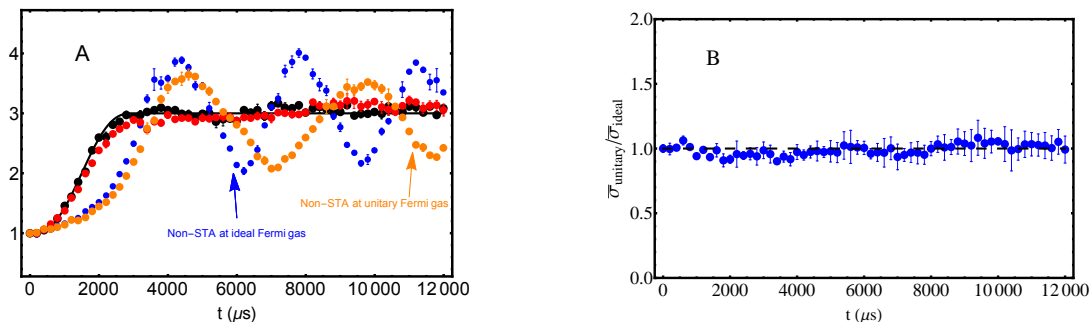 A
4
3
2
1
Non−STA at unitary Fermi gas
Non−STA at ideal Fermi gas
0 2000 4000 6000 8000 10 000 12 000
t (μs)
B
2.0
1.5
1.0
0.5
0.0
σ̅unitary/σ̅ideal
0 2000 4000 6000 8000 10 000 12 000
t (μs)